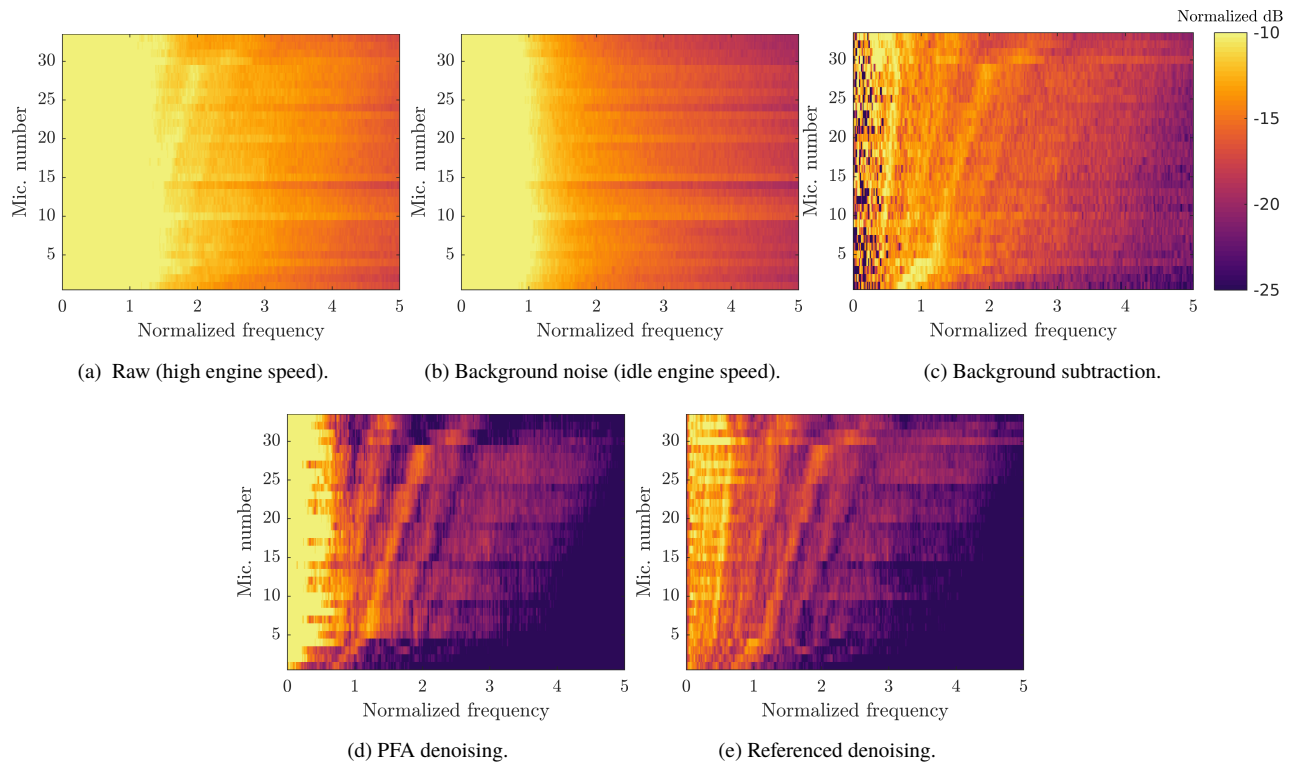 Normalized dB
30
25
20
15
10
5
Mic. number
0 1 2 3 4 5
Normalized frequency
(a) Raw (high engine speed).
30
25
20
15
10
5
Mic. number
0 1 2 3 4 5
Normalized frequency
(b) Background noise (idle engine speed).
30
25
20
15
10
5
Mic. number
0 1 2 3 4 5
Normalized frequency
(c) Background subtraction.
-10
-15
-20
-25
30
25
20
15
10
5
Mic. number
0 1 2 3 4 5
Normalized frequency
(d) PFA denoising.
30
25
20
15
10
5
Mic. number
0 1 2 3 4 5
Normalized frequency
(e) Referenced denoising.